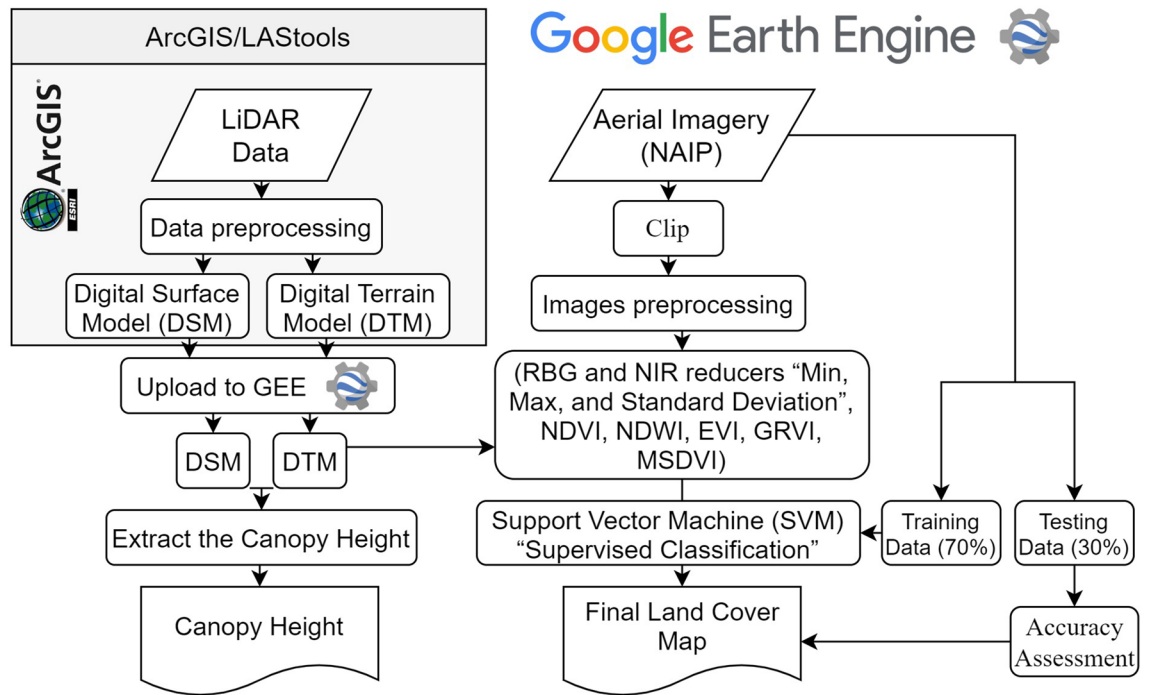 ArcGIS/LAStools
Google Earth Engine
ArcGIS®
ESRI
LiDAR
Data
Data preprocessing
Digital Surface
Model (DSM)
Digital Terrain
Model (DTM)
Upload to GEE
DSM
DTM
Extract the Canopy Height
Canopy Height
Aerial Imagery
(NAIP)
Clip
Images preprocessing
(RBG and NIR reducers “Min,
Max, and Standard Deviation”,
NDVI, NDWI, EVI, GRVI,
MSDVI)
Support Vector Machine (SVM)
“Supervised Classification”
Training
Data (70%)
Testing
Data (30%)
Final Land Cover
Map
Accuracy
Assessment